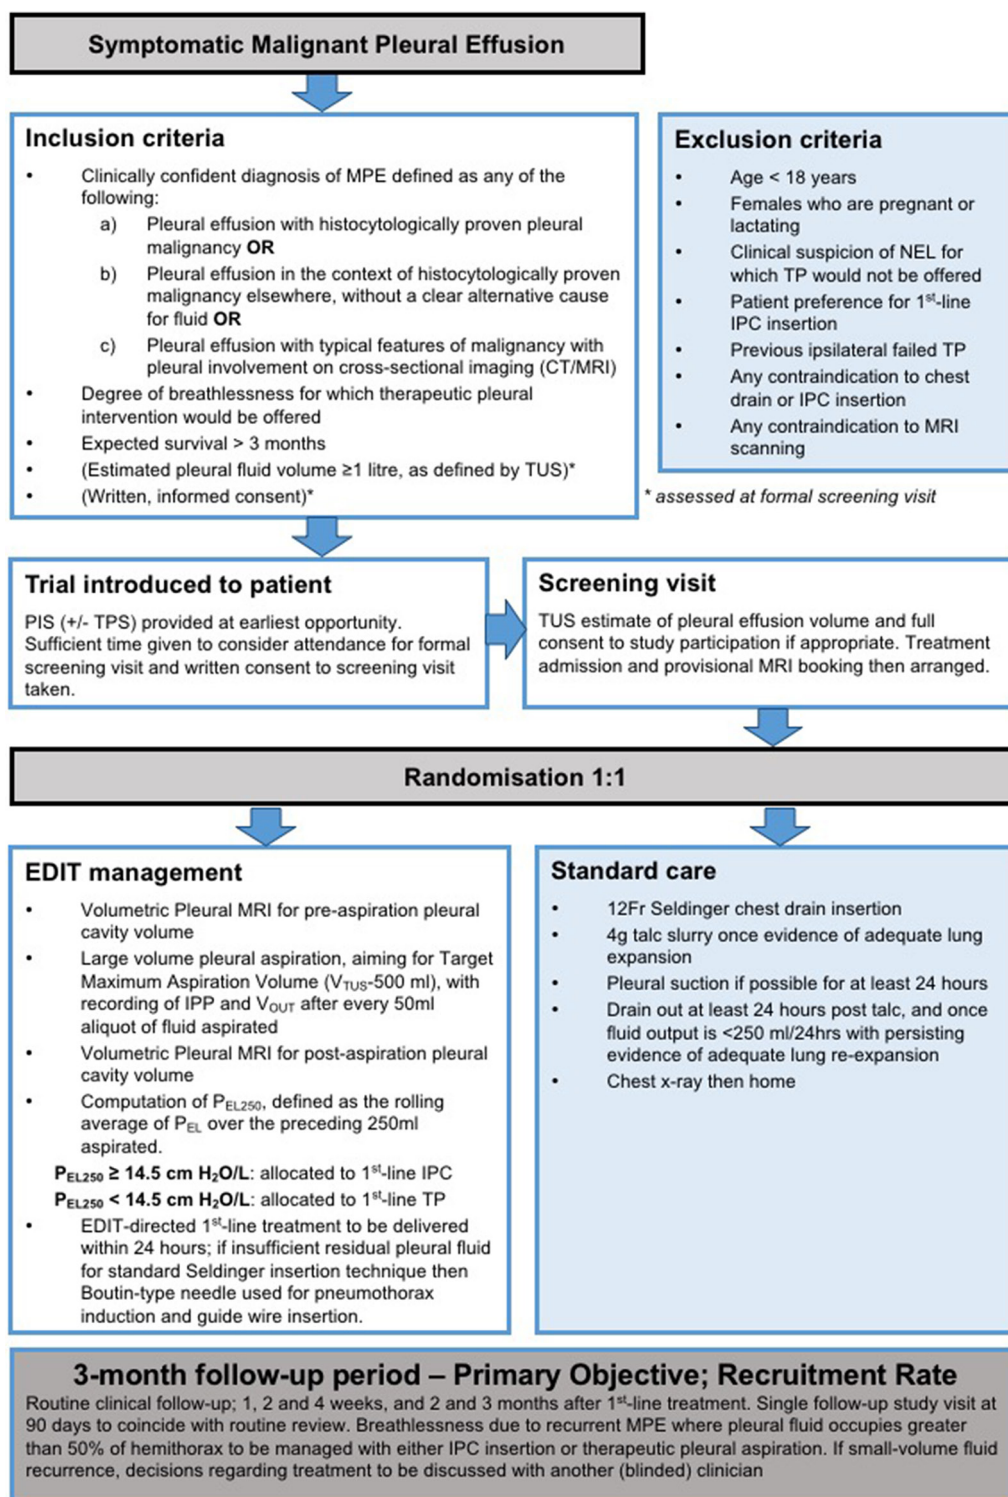 Symptomatic Malignant Pleural Effusion
Inclusion criteria
• Clinically confident diagnosis of MPE defined as any of the
following:
a) Pleural effusion with histocytologically proven pleural
malignancy OR
b) Pleural effusion in the context of histocytologically proven
malignancy elsewhere, without a clear alternative cause
for fluid OR
c) Pleural effusion with typical features of malignancy with
pleural involvement on cross-sectional imaging (CT/MRI)
• Degree of breathlessness for which therapeutic pleural
intervention would be offered
• Expected survival > 3 months
• (Estimated pleural fluid volume ≥1 litre, as defined by TUS)*
• (Written, informed consent)*
Exclusion criteria
• Age < 18 years
• Females who are pregnant or
lactating
• Clinical suspicion of NEL for
which TP would not be offered
• Patient preference for 1st-line
IPC insertion
• Previous ipsilateral failed TP
• Any contraindication to chest
drain or IPC insertion
• Any contraindication to MRI
scanning
* assessed at formal screening visit
Trial introduced to patient
PIS (+/- TPS) provided at earliest opportunity.
Sufficient time given to consider attendance for formal
screening visit and written consent to screening visit
taken.
Screening visit
TUS estimate of pleural effusion volume and full
consent to study participation if appropriate. Treatment
admission and provisional MRI booking then arranged.
Randomisation 1:1
EDIT management
• Volumetric Pleural MRI for pre-aspiration pleural
cavity volume
• Large volume pleural aspiration, aiming for Target
Maximum Aspiration Volume (VTUS-500 ml), with
recording of IPP and VOUT after every 50ml
aliquot of fluid aspirated
• Volumetric Pleural MRI for post-aspiration pleural
cavity volume
• Computation of PEL250, defined as the rolling
average of PEL over the preceding 250ml
aspirated.
PEL250 ≥ 14.5 cm H2O/L: allocated to 1st-line IPC
PEL250 < 14.5 cm H2O/L: allocated to 1st-line TP
• EDIT-directed 1st-line treatment to be delivered
within 24 hours; if insufficient residual pleural fluid
for standard Seldinger insertion technique then
Boutin-type needle used for pneumothorax
induction and guide wire insertion.
Standard care
• 12Fr Seldinger chest drain insertion
• 4g talc slurry once evidence of adequate lung
expansion
• Pleural suction if possible for at least 24 hours
• Drain out at least 24 hours post talc, and once
fluid output is <250 ml/24hrs with persisting
evidence of adequate lung re-expansion
• Chest x-ray then home
3-month follow-up period – Primary Objective; Recruitment Rate
Routine clinical follow-up; 1, 2 and 4 weeks, and 2 and 3 months after 1st-line treatment. Single follow-up study visit at
90 days to coincide with routine review. Breathlessness due to recurrent MPE where pleural fluid occupies greater
than 50% of hemithorax to be managed with either IPC insertion or therapeutic pleural aspiration. If small-volume fluid
recurrence, decisions regarding treatment to be discussed with another (blinded) clinician